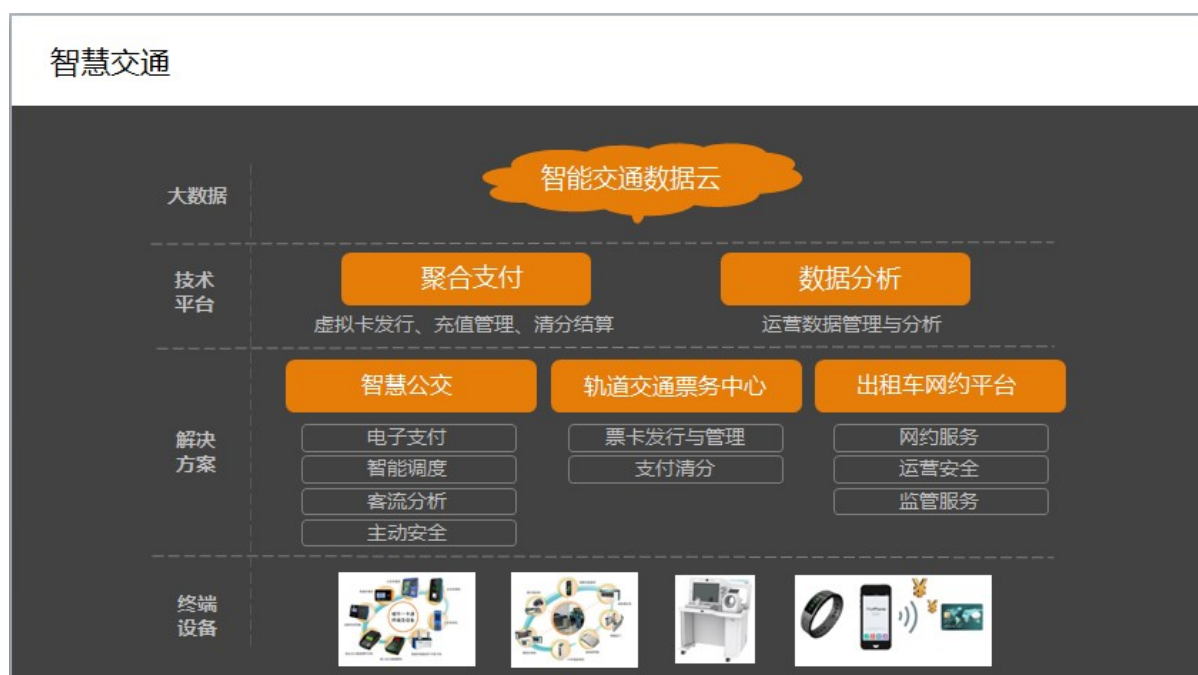 智慧交通
大数据
智能交通数据云
技术
平台
聚合支付
数据分析
虚拟卡发行、充值管理、清分结算
运营数据管理与分析
解决
方案
智慧公交
轨道交通票务中心
出租车网约平台
电子支付
票卡发行与管理
网约服务
智能调度
支付清分
运营安全
客流分析
监管服务
主动安全
终端
设备